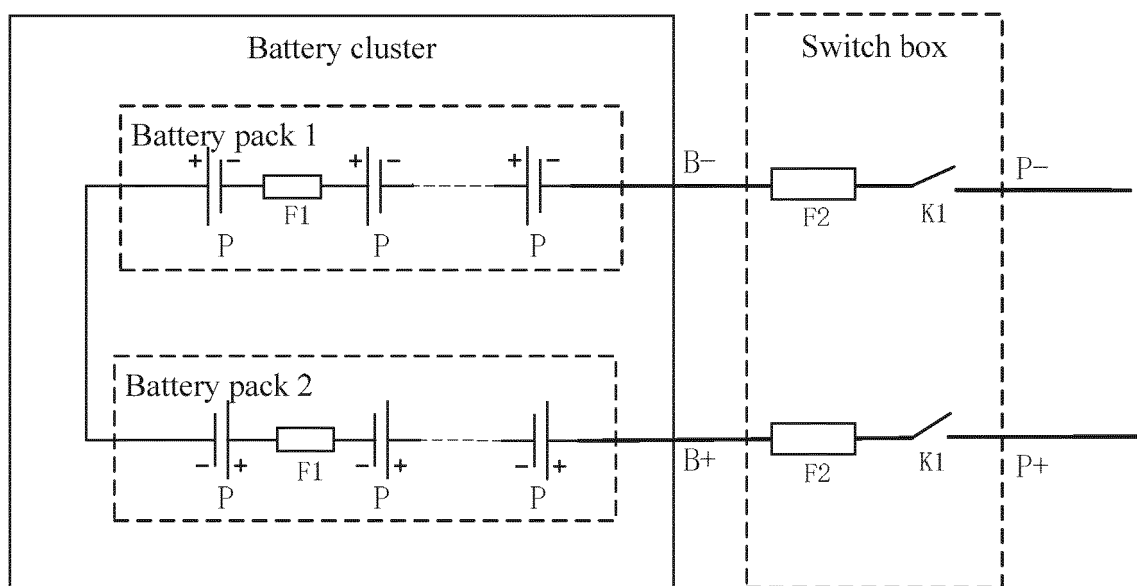 Battery cluster
Switch box
Battery pack 1
+ - + - + -
B-
P-
F1
F2
K1
P P P
Battery pack 2
- + - + - +
F1
B+
F2
K1
P+
P P P